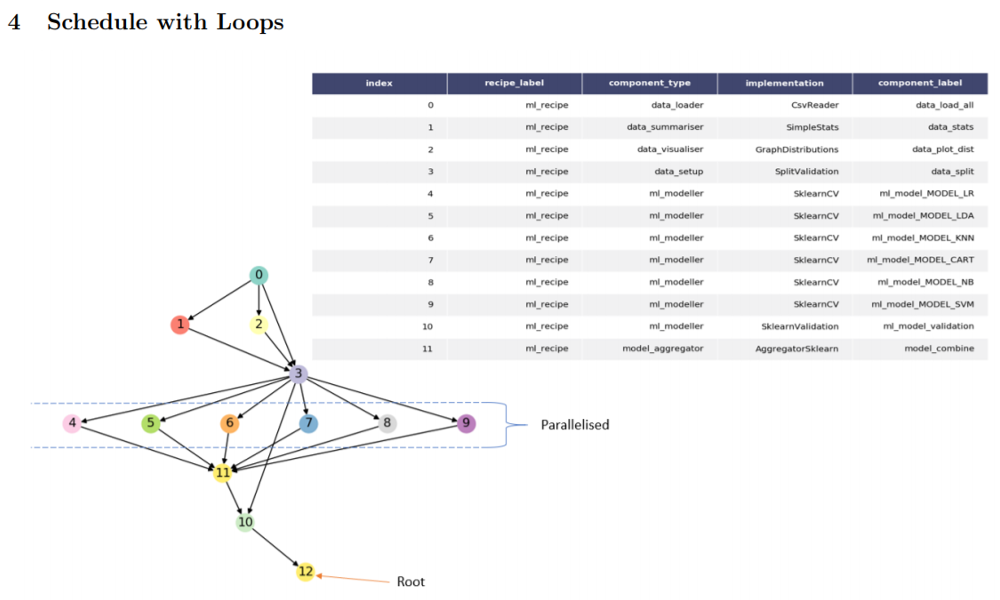 4 Schedule with Loops
index recipe_label component_type implementation component_label
0 ml_recipe data_loader CsvReader data_load_all
1 ml_recipe data_summariser SimpleStats data_stats
2 ml_recipe data_visualiser GraphDistributions data_plot_dist
3 ml_recipe data_setup SplitValidation data_split
4 ml_recipe ml_modeller SklearnCV ml_model_MODEL_LR
5 ml_recipe ml_modeller SklearnCV ml_model_MODEL_LDA
6 ml_recipe ml_modeller SklearnCV ml_model_MODEL_KNN
7 ml_recipe ml_modeller SklearnCV ml_model_MODEL_CART
8 ml_recipe ml_modeller SklearnCV ml_model_MODEL_NB
9 ml_recipe ml_modeller SklearnCV ml_model_MODEL_SVM
10 ml_recipe ml_modeller SklearnValidation ml_model_validation
11 ml_recipe model_aggregator AggregatorSklearn model_combine
0
1 2
3
4 5 6 7 8 9 Parallelised
11
10
12
Root